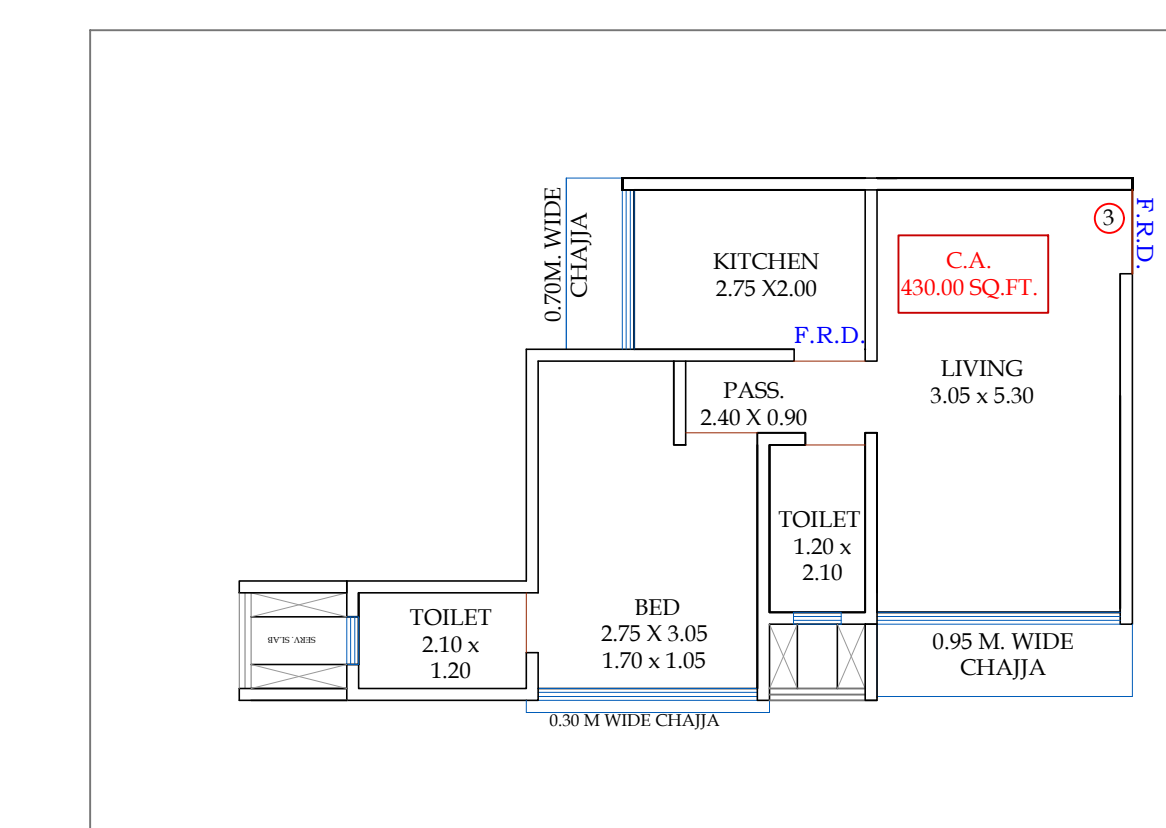 0.70M. WIDE
CHAJJA
KITCHEN
2.75 X2.00
F.R.D.
C.A.
430.00 SQ.FT.
3
F.R.D.
LIVING
3.05 x 5.30
PASS.
2.40 X 0.90
TOILET
1.20 x
2.10
BED
2.75 X 3.05
1.70 x 1.05
TOILET
2.10 x
1.20
SERV. SLAB
0.95 M. WIDE
CHAJJA
0.30 M WIDE CHAJJA